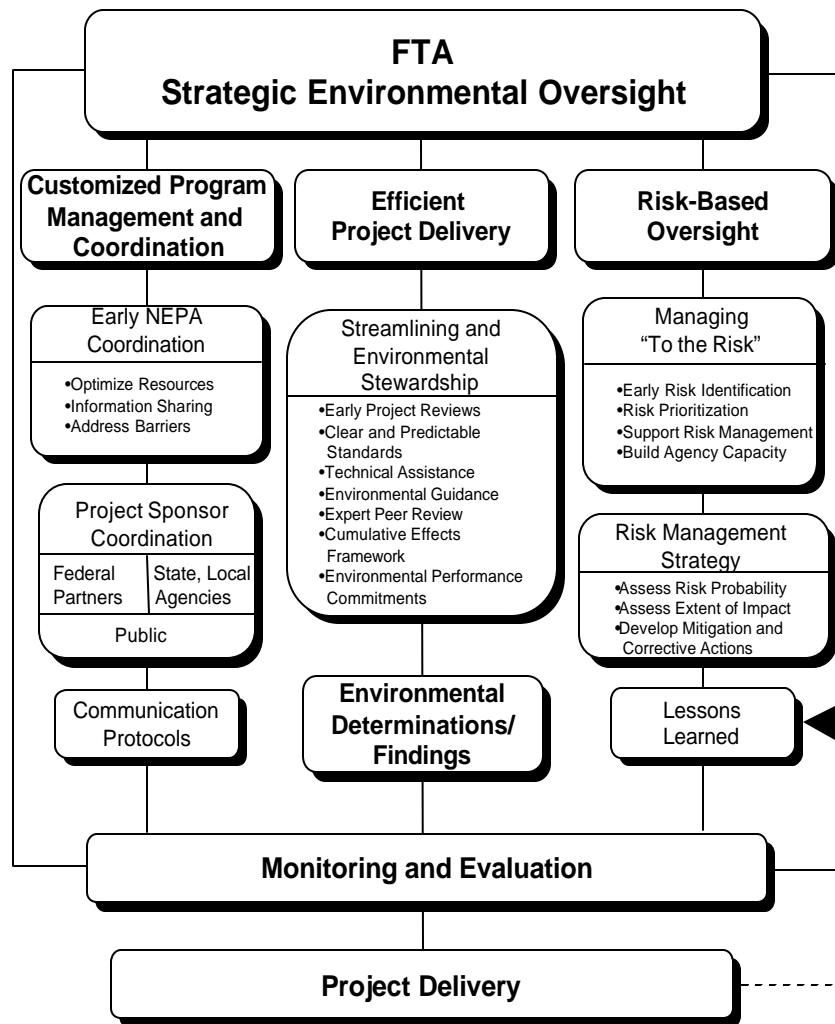 FTA
Strategic Environmental Oversight
Customized Program
Management and
Coordination
Early NEPA
Coordination
•Optimize Resources
•Information Sharing
•Address Barriers
Project Sponsor
Coordination
Federal
Partners
State, Local
Agencies
Public
Communication
Protocols
Efficient
Project Delivery
Streamlining and
Environmental
Stewardship
•Early Project Reviews
•Clear and Predictable
Standards
•Technical Assistance
•Environmental Guidance
•Expert Peer Review
•Cumulative Effects
Framework
•Environmental Performance
Commitments
Environmental
Determinations/
Findings
Risk-Based
Oversight
Managing
“To the Risk”
•Early Risk Identification
•Risk Prioritization
•Support Risk Management
•Build Agency Capacity
Risk Management
Strategy
•Assess Risk Probability
•Assess Extent of Impact
•Develop Mitigation and
Corrective Actions
Lessons
Learned
Monitoring and Evaluation
Project Delivery